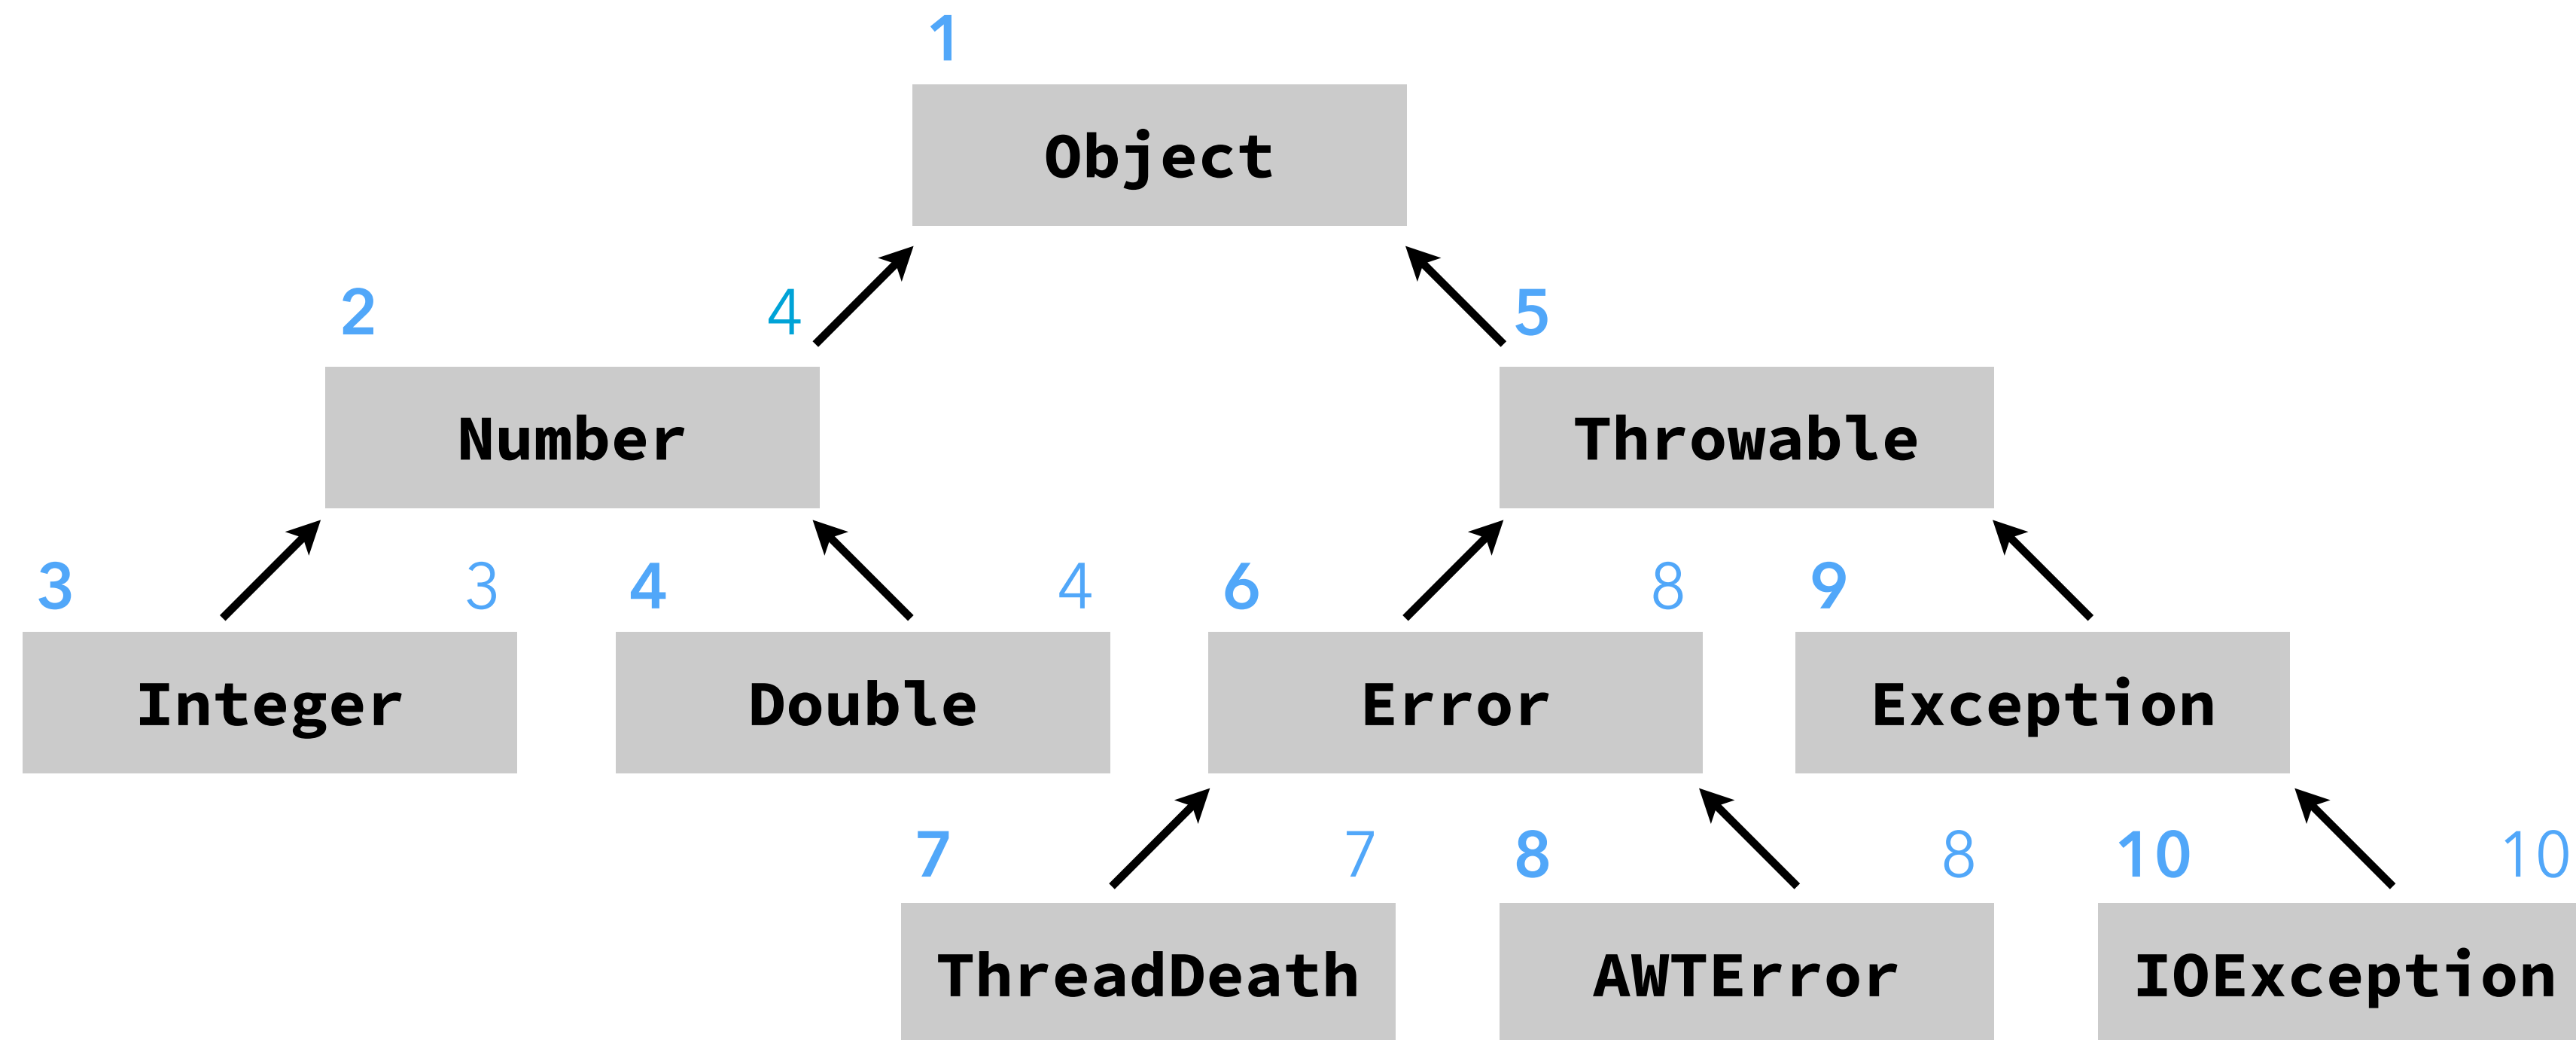 1
Object
2 4 5
Number Throwable
3 3 4 4 6 8 9
Integer Double Error Exception
7 7 8 8 10 10
ThreadDeath AWTError IOException